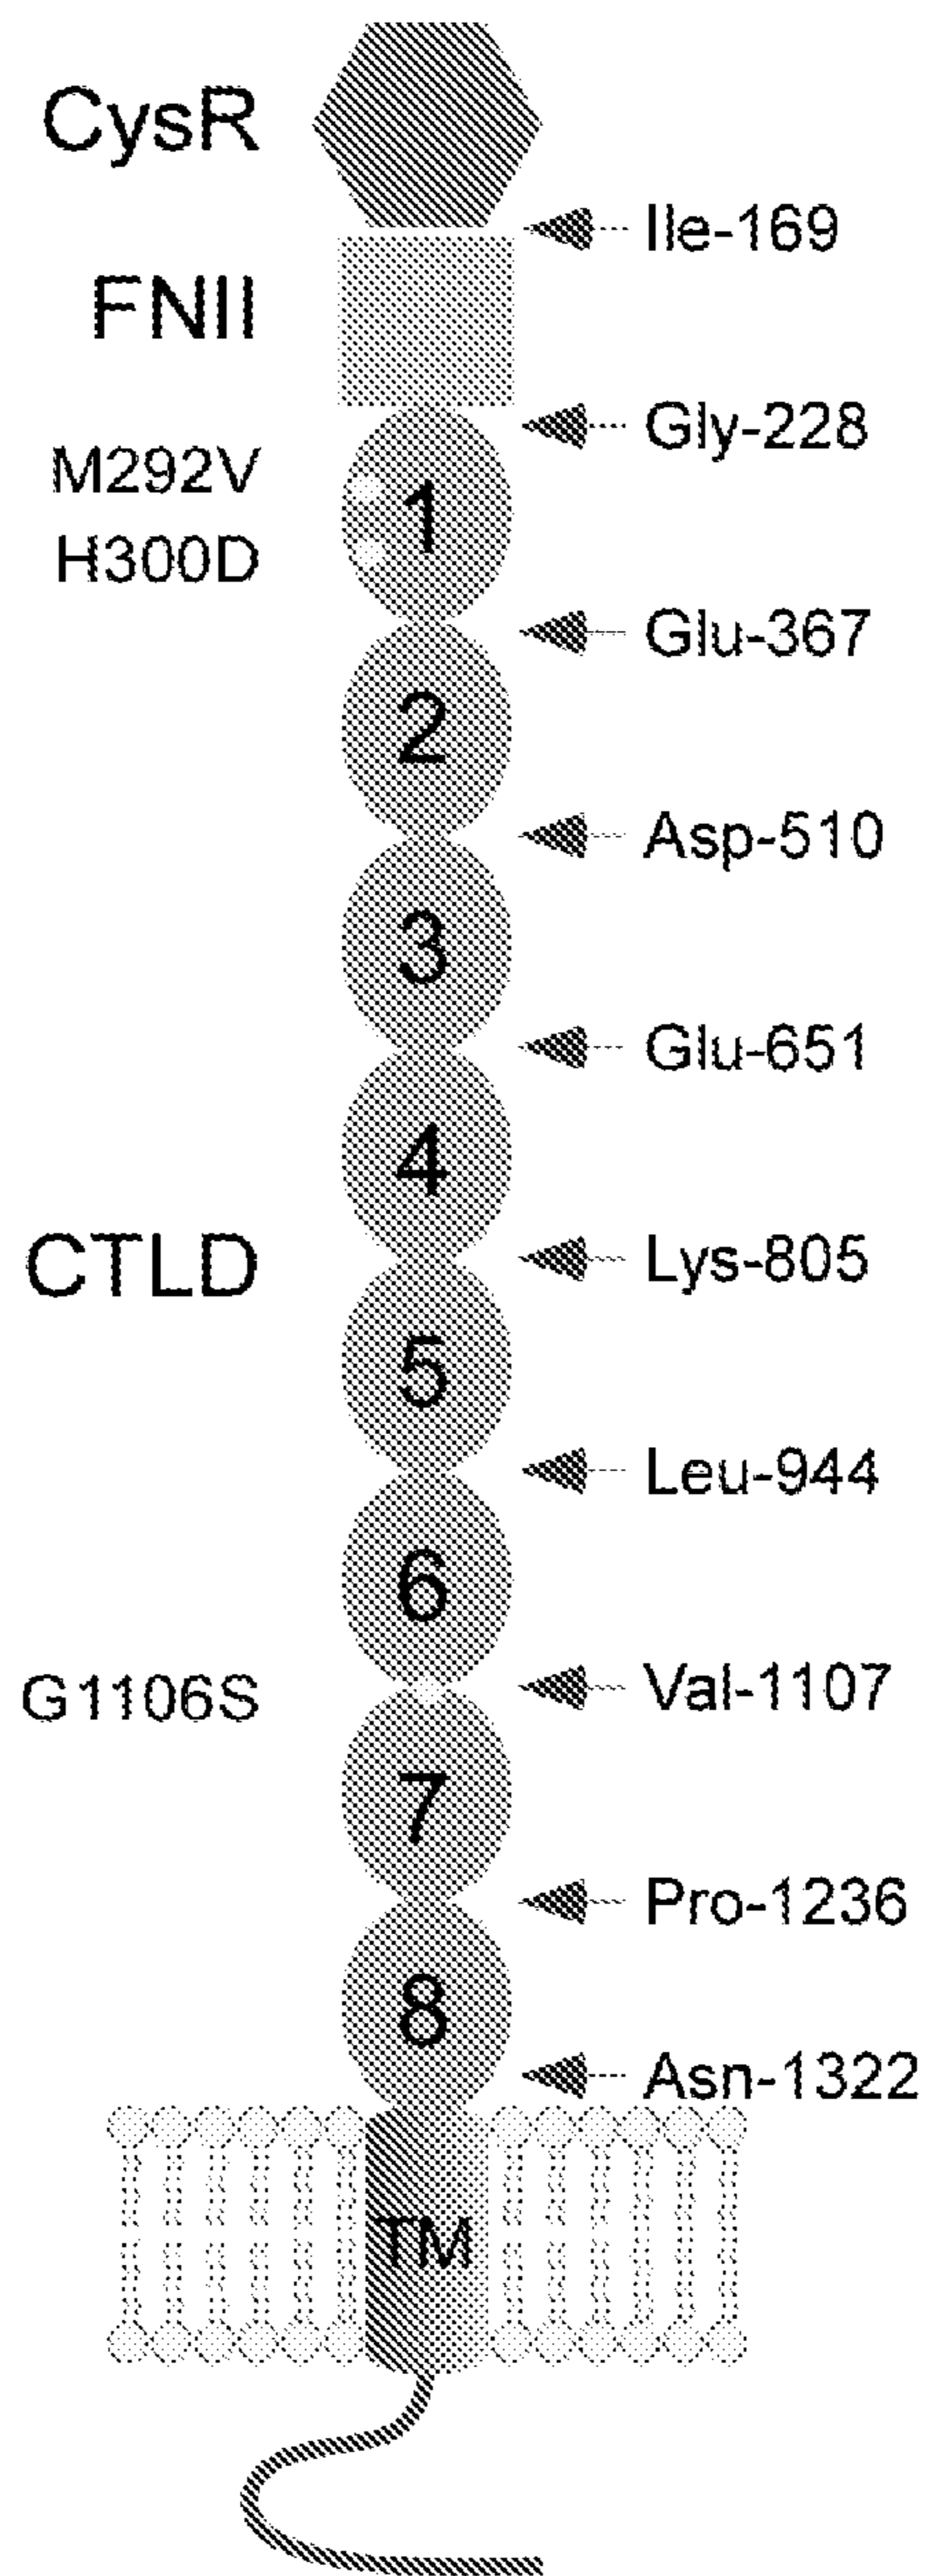 CysR
Ile-169
FNII
Gly-228
M292V
1
H300D
Glu-367
2
Asp-510
3
Glu-651
4
CTLD
Lys-805
5
Leu-944
6
G1106S
Val-1107
7
Pro-1236
8
Asn-1322
TM